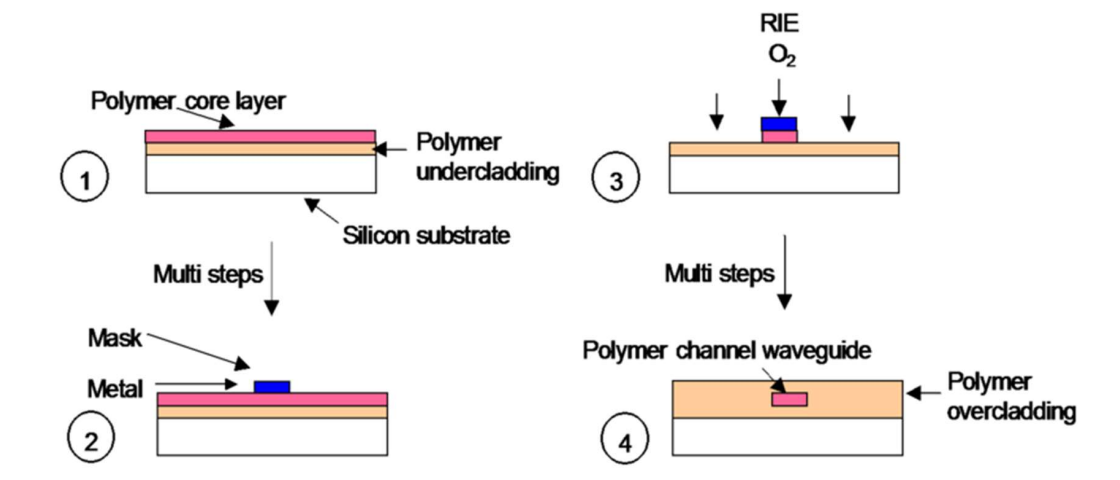 Polymer core layer
Polymer
undercladding
1
Silicon substrate
Multi steps
Mask
Metal
2
RIE
O₂
3
Multi steps
Polymer channel waveguide
Polymer
overcladding
4